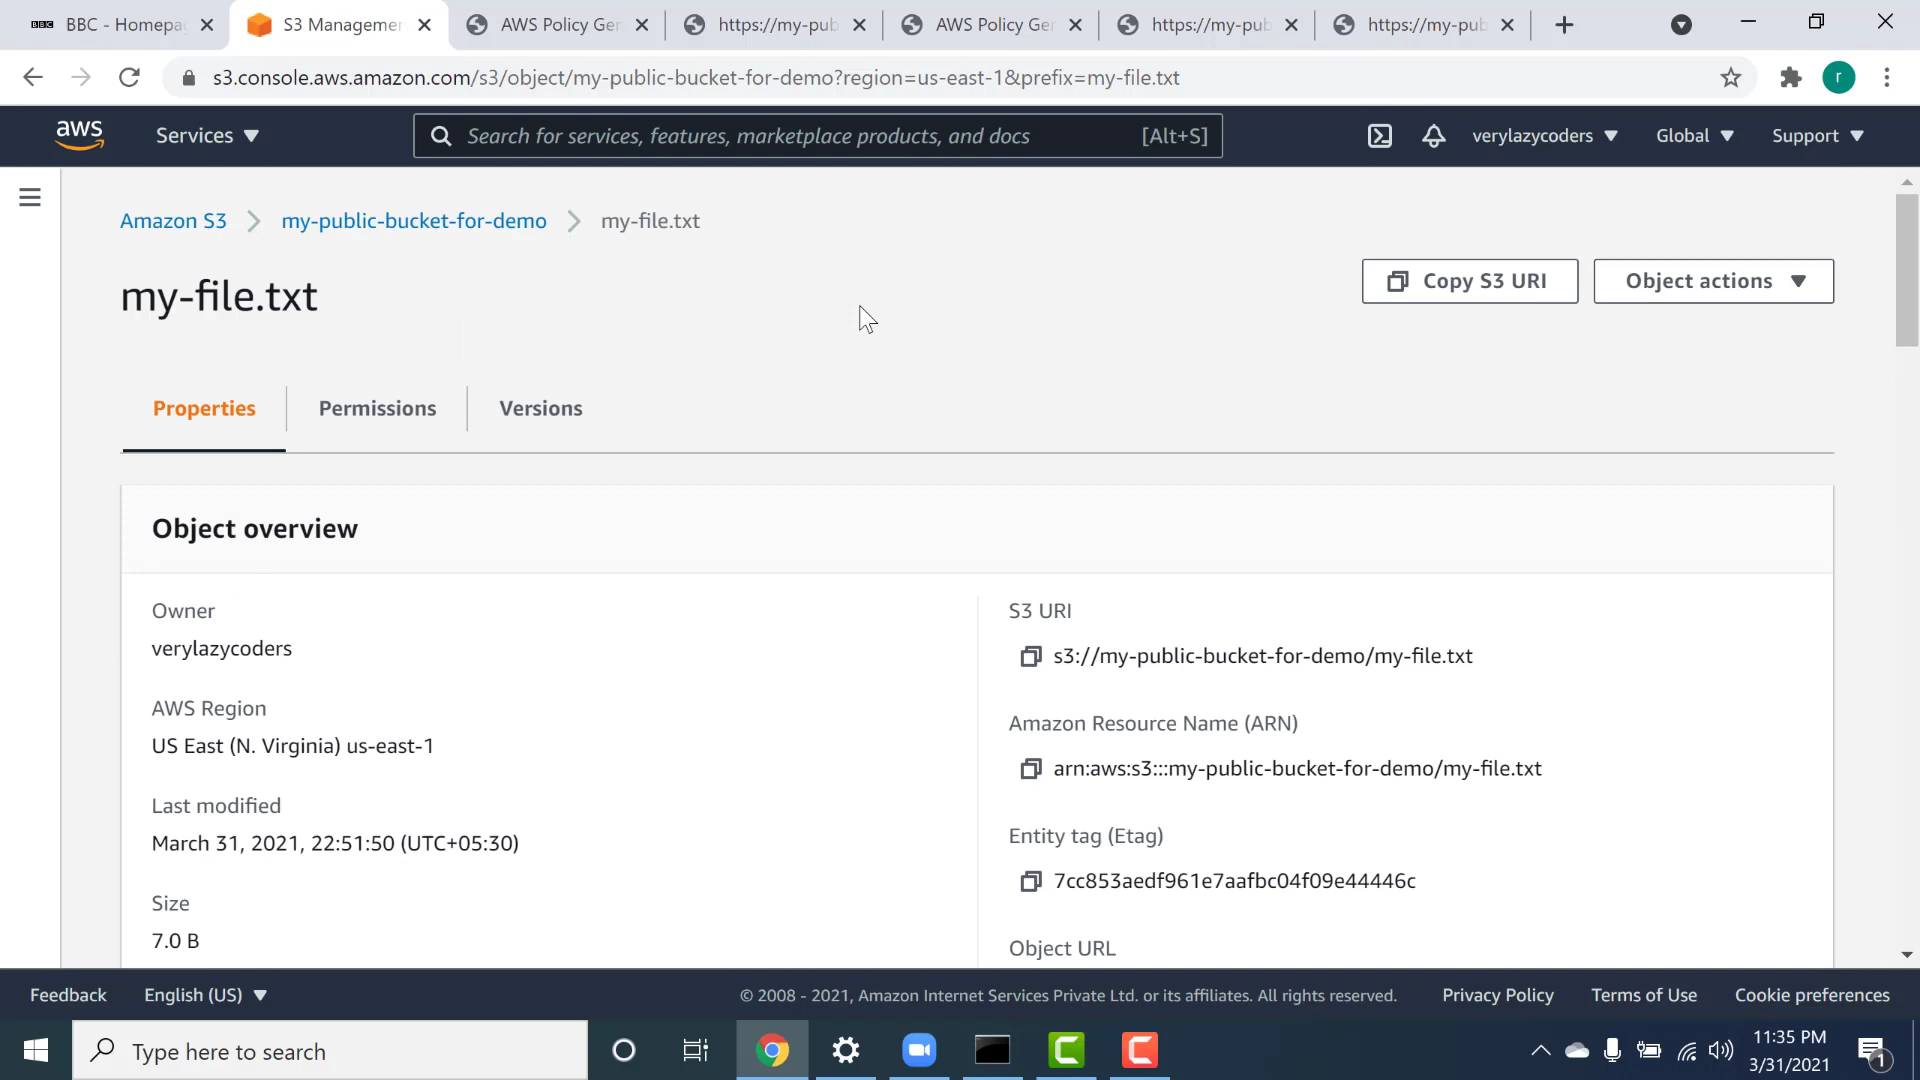 BBC BBC - Homepag
S3 Managemen
AWS Policy Gen
https://my-pub
AWS Policy Gen
https://my-pub
https://my-pub
s3.console.aws.amazon.com/s3/object/my-public-bucket-for-demo?region=us-east-1&prefix=my-file.txt
r
aws
Services
Search for services, features, marketplace products, and docs [Alt+S]
verylazycoders
Global
Support
Amazon S3 my-public-bucket-for-demo my-file.txt
my-file.txt
Copy S3 URI
Object actions
Properties
Permissions
Versions
Object overview
Owner
verylazycoders
AWS Region
US East (N. Virginia) us-east-1
Last modified
March 31, 2021, 22:51:50 (UTC+05:30)
Size
7.0 B
S3 URI
s3://my-public-bucket-for-demo/my-file.txt
Amazon Resource Name (ARN)
arn:aws:s3:::my-public-bucket-for-demo/my-file.txt
Entity tag (Etag)
7cc853aedf961e7aafbc04f09e44446c
Object URL
Feedback
English (US)
© 2008 - 2021, Amazon Internet Services Private Ltd. or its affiliates. All rights reserved.
Privacy Policy
Terms of Use
Cookie preferences
Type here to search
11:35 PM
3/31/2021
1